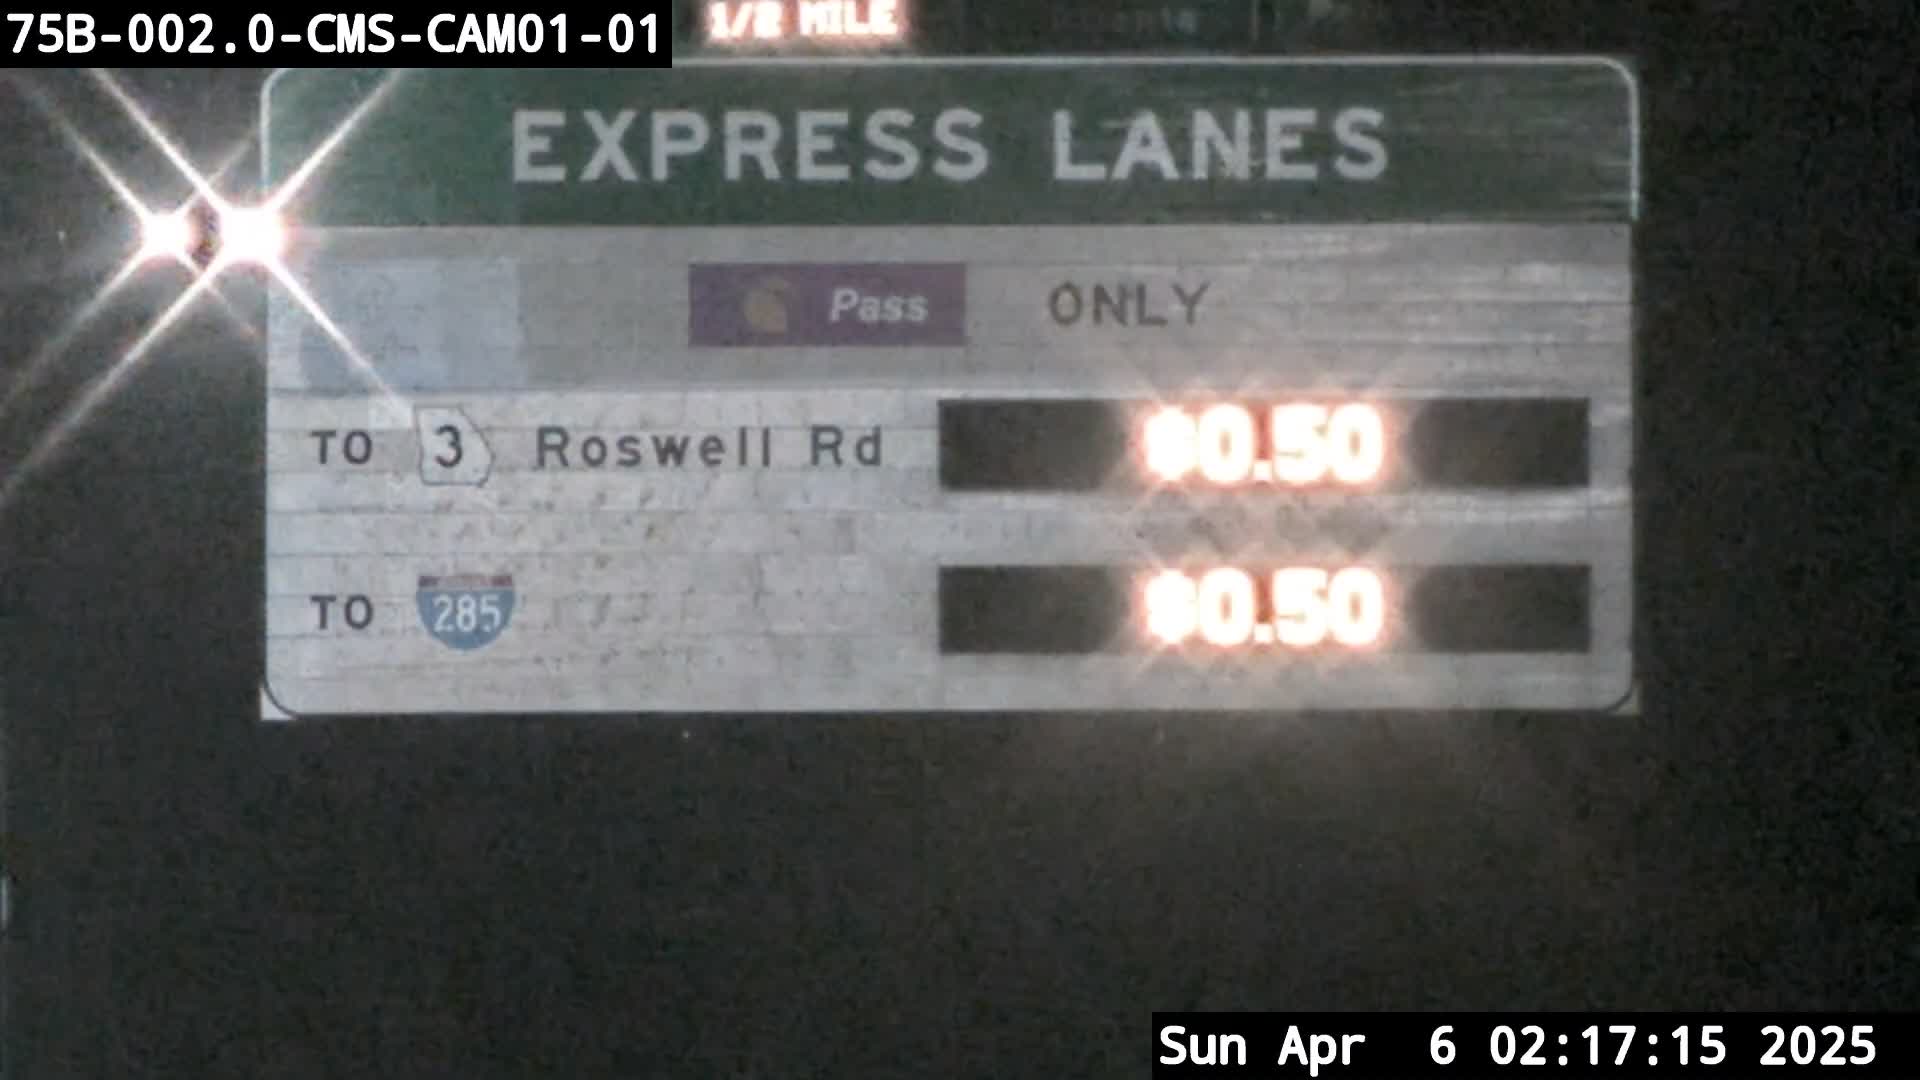 75B-002.0-CMS-CAM01-01
1/2 MILE
EXPRESS LANES
Pass ONLY
TO 3 Roswell Rd $0.50
TO 285 $0.50
Sun Apr 6 02:17:15 2025